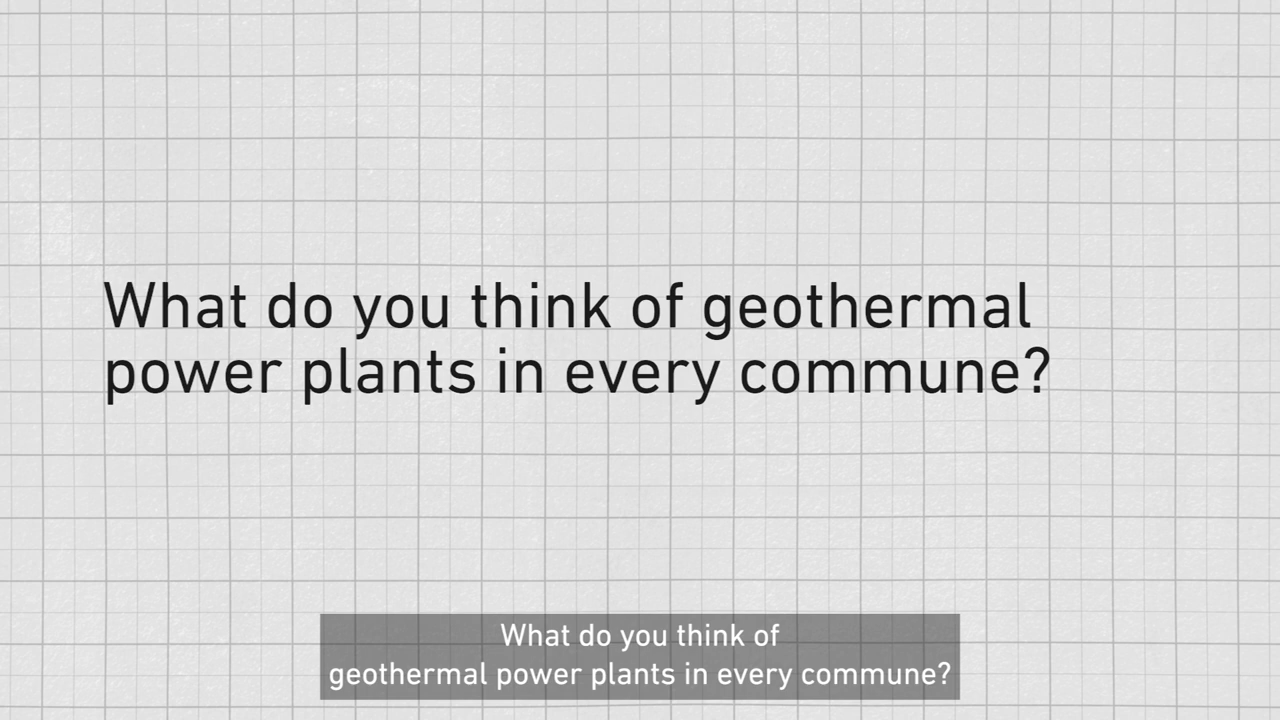 What do you think of geothermal
power plants in every commune?
What do you think of
geothermal power plants in every commune?